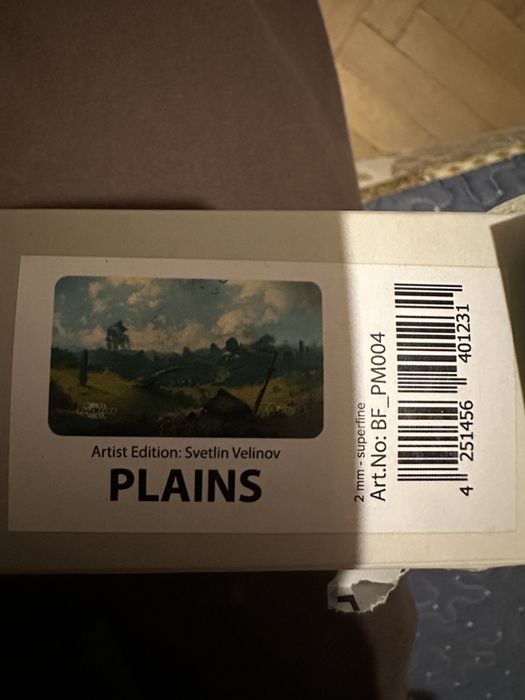 Artist Edition: Svetlin Velinov
PLAINS
2 mm - superfine
Art.No: BF_PM004
4 251456 401231